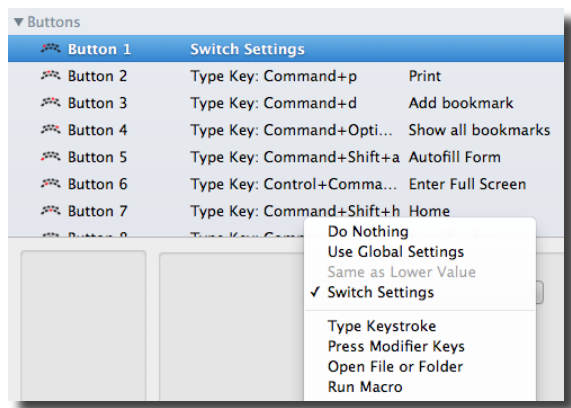 Buttons
Button 1 Switch Settings
Button 2 Type Key: Command+p Print
Button 3 Type Key: Command+d Add bookmark
Button 4 Type Key: Command+Opti... Show all bookmarks
Button 5 Type Key: Command+Shift+a Autofill Form
Button 6 Type Key: Control+Comma... Enter Full Screen
Button 7 Type Key: Command+Shift+h Home
Do Nothing
Use Global Settings
Same as Lower Value
✓ Switch Settings
Type Keystroke
Press Modifier Keys
Open File or Folder
Run Macro